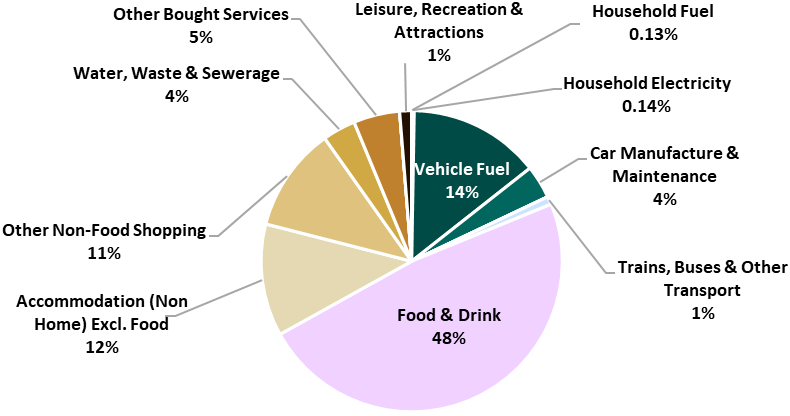 Other Bought Services
5%
Leisure, Recreation &
Attractions
1%
Household Fuel
0.13%
Water, Waste & Sewerage
4%
Household Electricity
0.14%
Vehicle Fuel
14%
Car Manufacture &
Maintenance
4%
Other Non-Food Shopping
11%
Trains, Buses & Other
Transport
1%
Accommodation (Non
Home) Excl. Food
12%
Food & Drink
48%